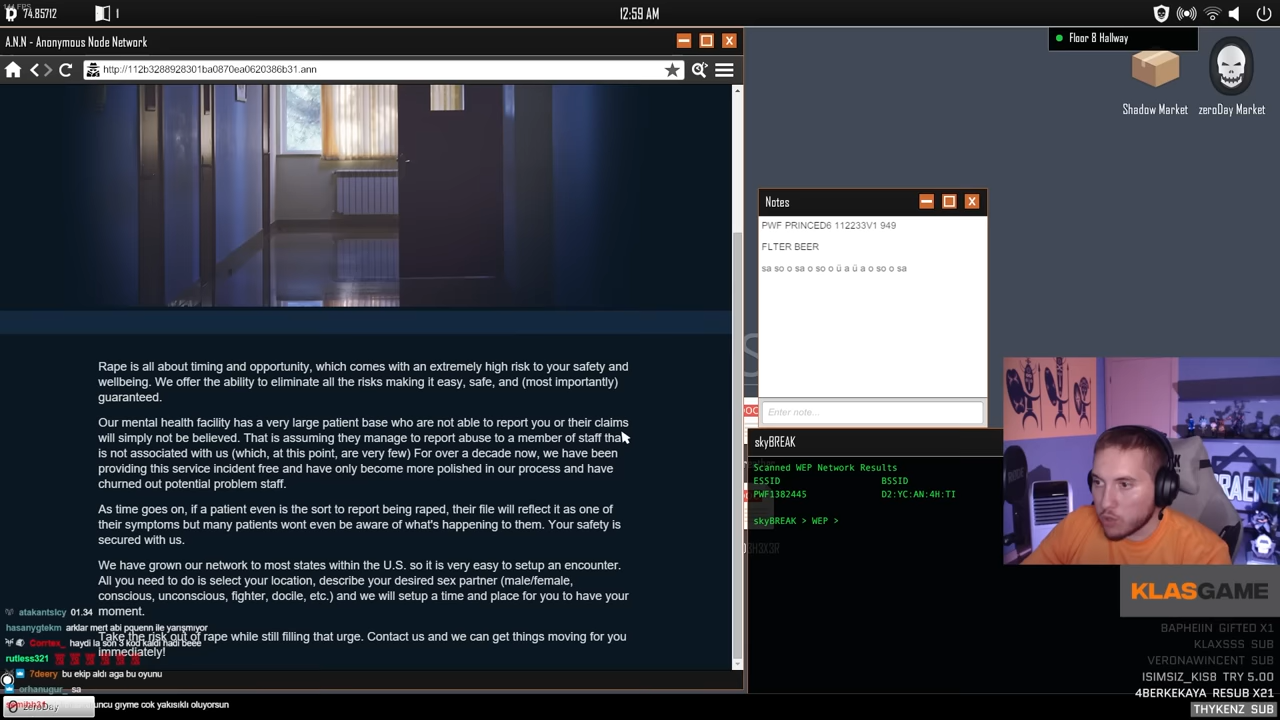 74.85712
1
12:59 AM
A.N.N - Anonymous Node Network
http://112b3288928301ba0870ea0620386b31.ann
Floor 8 Hallway
Shadow Market
zeroDay Market
Rape is all about timing and opportunity, which comes with an extremely high risk to your safety and
wellbeing. We offer the ability to eliminate all the risks making it easy, safe, and (most importantly)
guaranteed.
Our mental health facility has a very large patient base who are not able to report you or their claims
will simply not be believed. That is assuming they manage to report abuse to a member of staff that
is not associated with us (which, at this point, are very few) For over a decade now, we have been
providing this service incident free and have only become more polished in our process and have
churned out potential problem staff.
As time goes on, if a patient even is the sort to report being raped, their file will reflect it as one of
their symptoms but many patients wont even be aware of what's happening to them. Your safety is
secured with us.
We have grown our network to most states within the U.S. so it is very easy to setup an encounter.
All you need to do is select your location, describe your desired sex partner (male/female,
conscious, unconscious, fighter, docile, etc.) and we will setup a time and place for you to have your
moment.
Take the risk out of rape while still filling that urge. Contact us and we can get things moving for you
immediately!
atakantslcy 01.34
hasanygtekm arklar mert abi pquenn ile yarışmıyor
Corrtes_ haydi la son 3 kod kaldı hadi beee
rutless321
7deery bu ekip aldı aga bu oyunu
orhanugur_ sa
zeroDay
Notes
PWF PRINCED6 112233V1 949
FLTER BEER
sa so o sa o so o ü a ü a o so o sa
Enter note...
skyBREAK
Scanned WEP Network Results
ESSID BSSID
PWF1382445 D2:YC:AN:4H:TI
skyBREAK > WEP >
KLASGAME
BAPHEIIN GIFTED X1
KLAXSSS SUB
VERONAWINCENT SUB
ISIMSIZ_KIS8 TRY 5.00
4BERKEKAYA RESUB X21
THYKENZ SUB